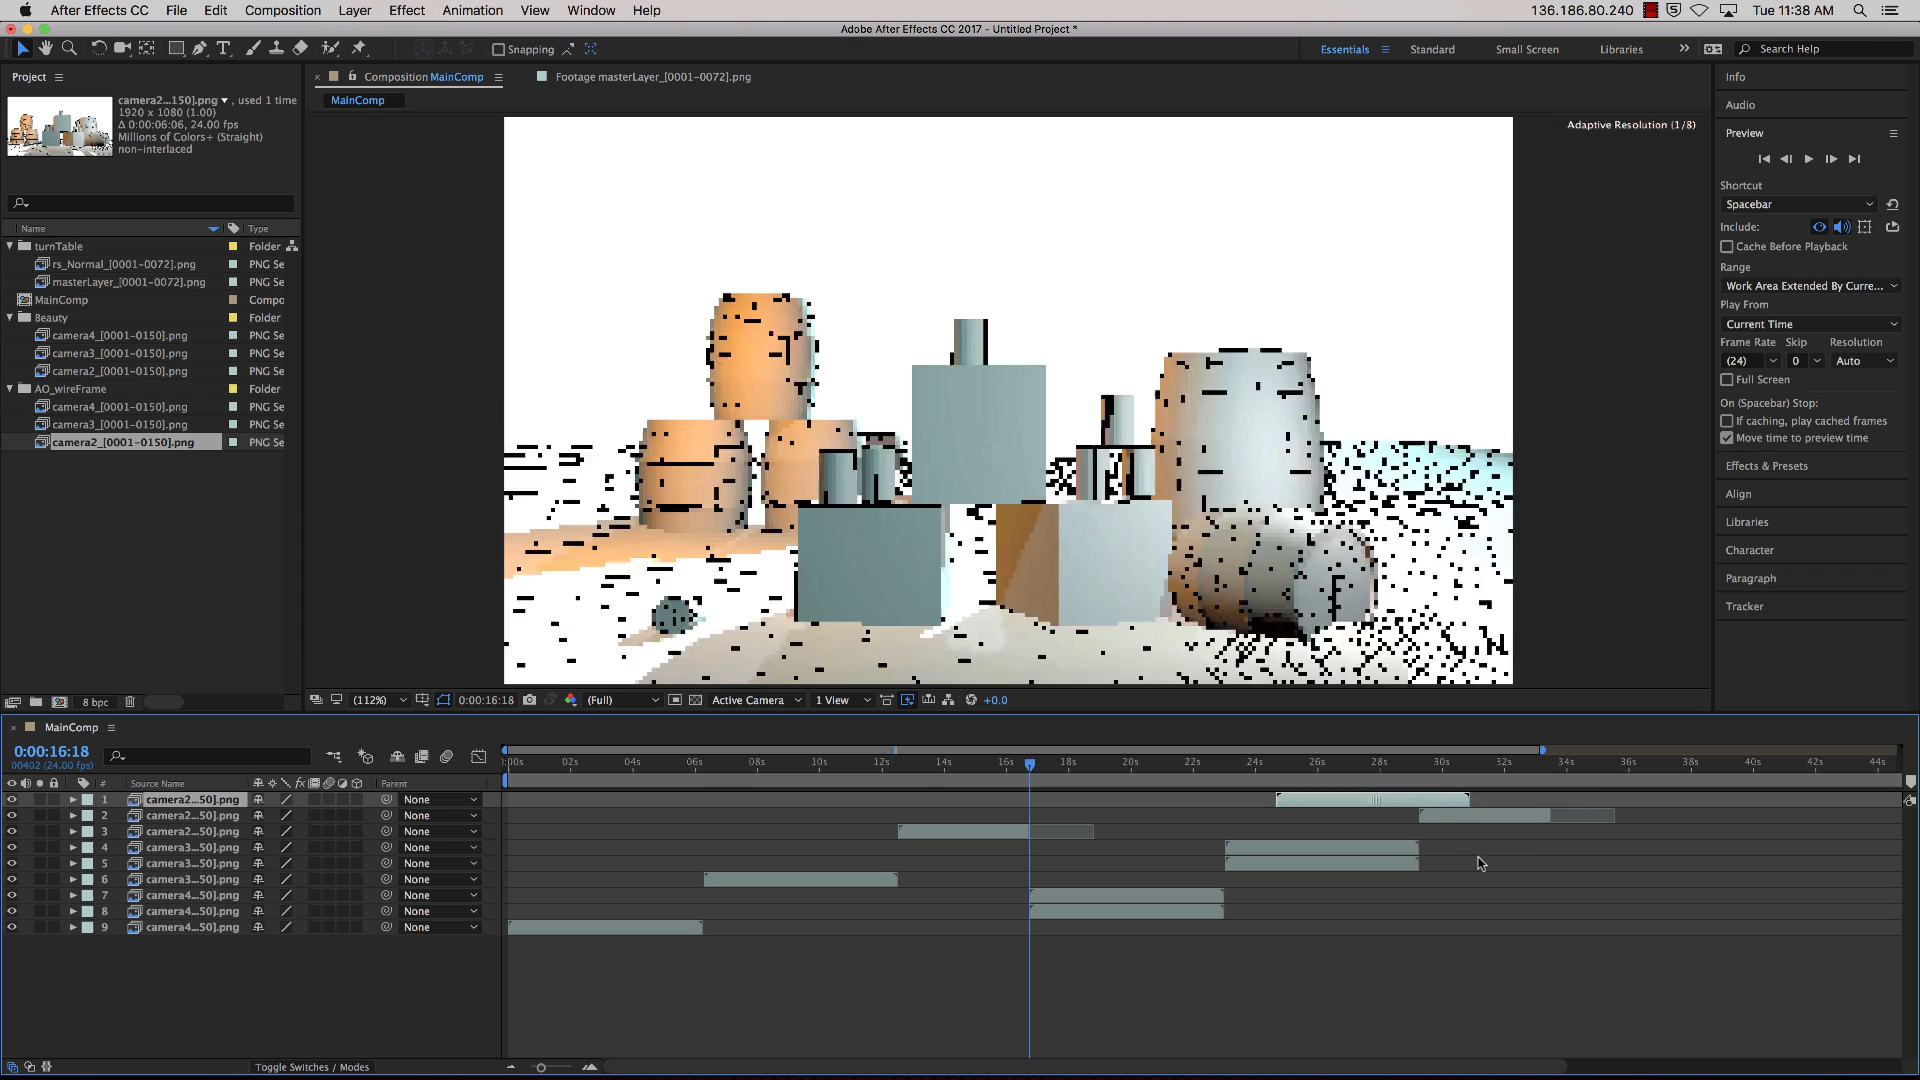 After Effects CC File Edit Composition Layer Effect Animation View Window Help 136.186.80.240 Tue 11:38 AM
Adobe After Effects CC 2017 - Untitled Project *
Snapping Essentials Standard Small Screen Libraries Search Help
Project
Composition MainComp
Footage masterLayer_[0001-0072].png
MainComp
Adaptive Resolution (1/8)
camera2...150].png , used 1 time
1920 x 1080 (1.00)
Δ 0:00:06:06, 24.00 fps
Millions of Colors+ (Straight)
non-interlaced
Name Type
turnTable Folder
rs_Normal_[0001-0072].png PNG Se
masterLayer_[0001-0072].png PNG Se
MainComp Compo
Beauty Folder
camera4_[0001-0150].png PNG Se
camera3_[0001-0150].png PNG Se
camera2_[0001-0150].png PNG Se
AO_wireFrame Folder
camera4_[0001-0150].png PNG Se
camera3_[0001-0150].png PNG Se
camera2_[0001-0150].png PNG Se
8 bpc
(112%) 0:00:16:18 (Full) Active Camera 1 View +0.0
Info
Audio
Preview
Shortcut
Spacebar
Include:
Cache Before Playback
Range
Work Area Extended By Curre...
Play From
Current Time
Frame Rate Skip Resolution
(24) 0 Auto
Full Screen
On (Spacebar) Stop:
If caching, play cached frames
Move time to preview time
Effects & Presets
Align
Libraries
Character
Paragraph
Tracker
MainComp
0:00:16:18
00402 (24.00 fps)
):00s 02s 04s 06s 08s 10s 12s 14s 16s 18s 20s 22s 24s 26s 28s 30s 32s 34s 36s 38s 40s 42s 44s
# Source Name fx Parent
1 camera2...50].png None
2 camera2...50].png None
3 camera2...50].png None
4 camera3...50].png None
5 camera3...50].png None
6 camera3...50].png None
7 camera4...50].png None
8 camera4...50].png None
9 camera4...50].png None
Toggle Switches / Modes